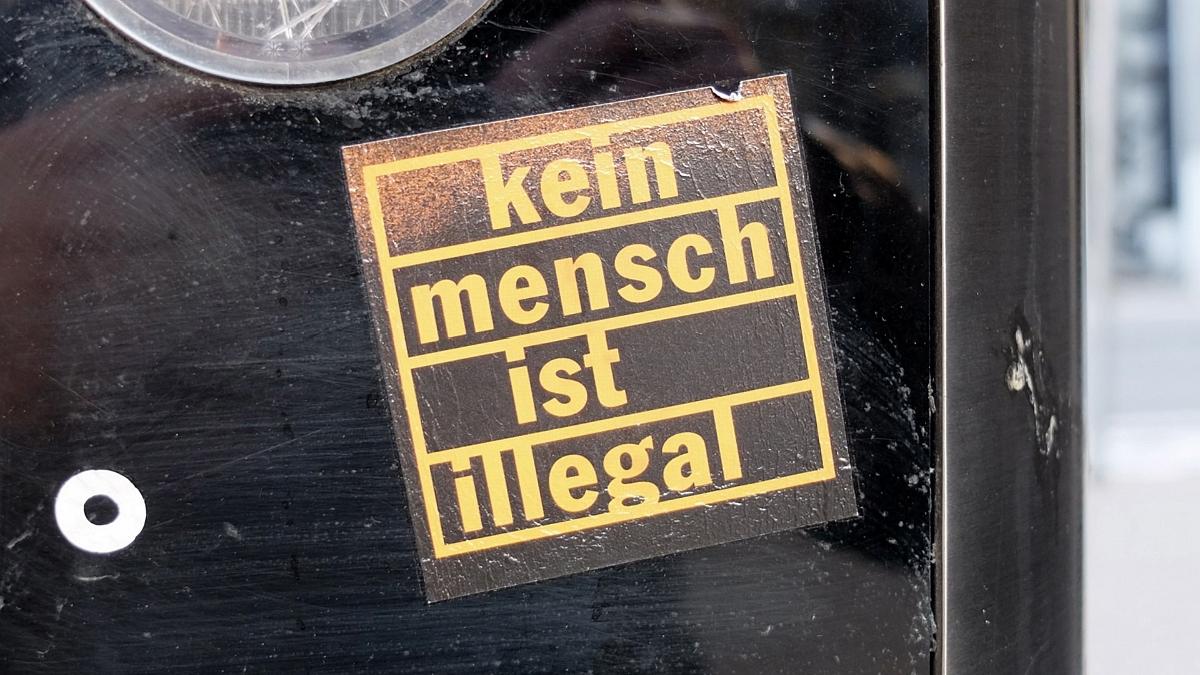 kein
mensch
ist
illegal